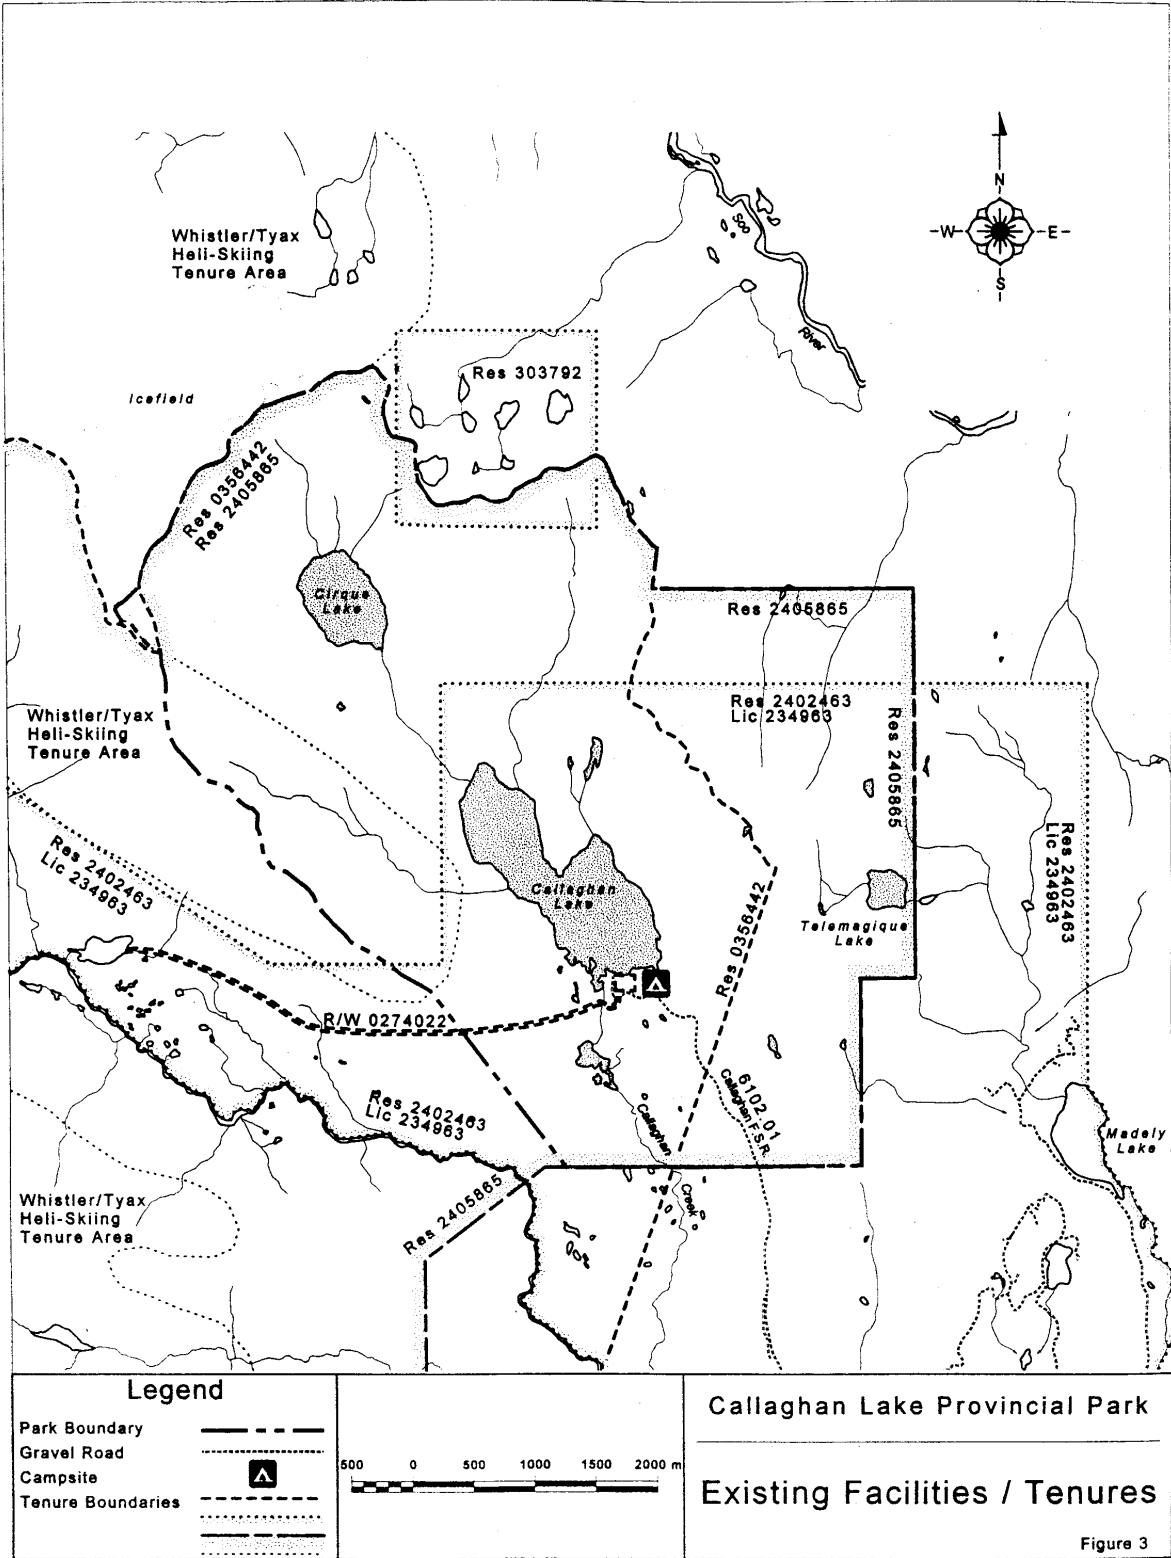 N
-W
E-
S
Soo
River
Whistler/Tyax
Heli-Skiing
Tenure Area
Res 303792
Icefield
Res 0356442
Res 2405865
Cirque
Lake
Res 2405865
Res 2402463
Lic 234963
Res 2405865
Whistler/Tyax
Heli-Skiing
Tenure Area
Res 2402463
Lic 234963
Res 2402463
Lic 234963
Callaghan
Lake
Res 0356442
Telemagique
Lake
R/W 0274022
6102.01
Callaghan F.S.R.
Res 2402463
Lic 234963
Callaghan
Creek
Madely
Lake
Res 2405865
Whistler/Tyax
Heli-Skiing
Tenure Area
Legend
Park Boundary
Gravel Road
Campsite
Tenure Boundaries
500 0 500 1000 1500 2000 m
Callaghan Lake Provincial Park
Existing Facilities / Tenures
Figure 3